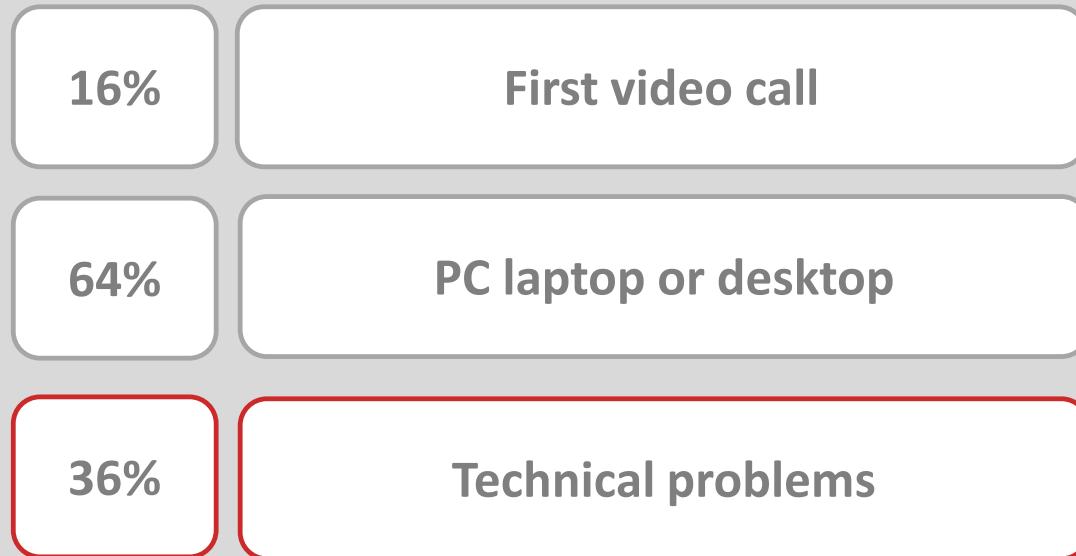 16% First video call
64% PC laptop or desktop
36% Technical problems